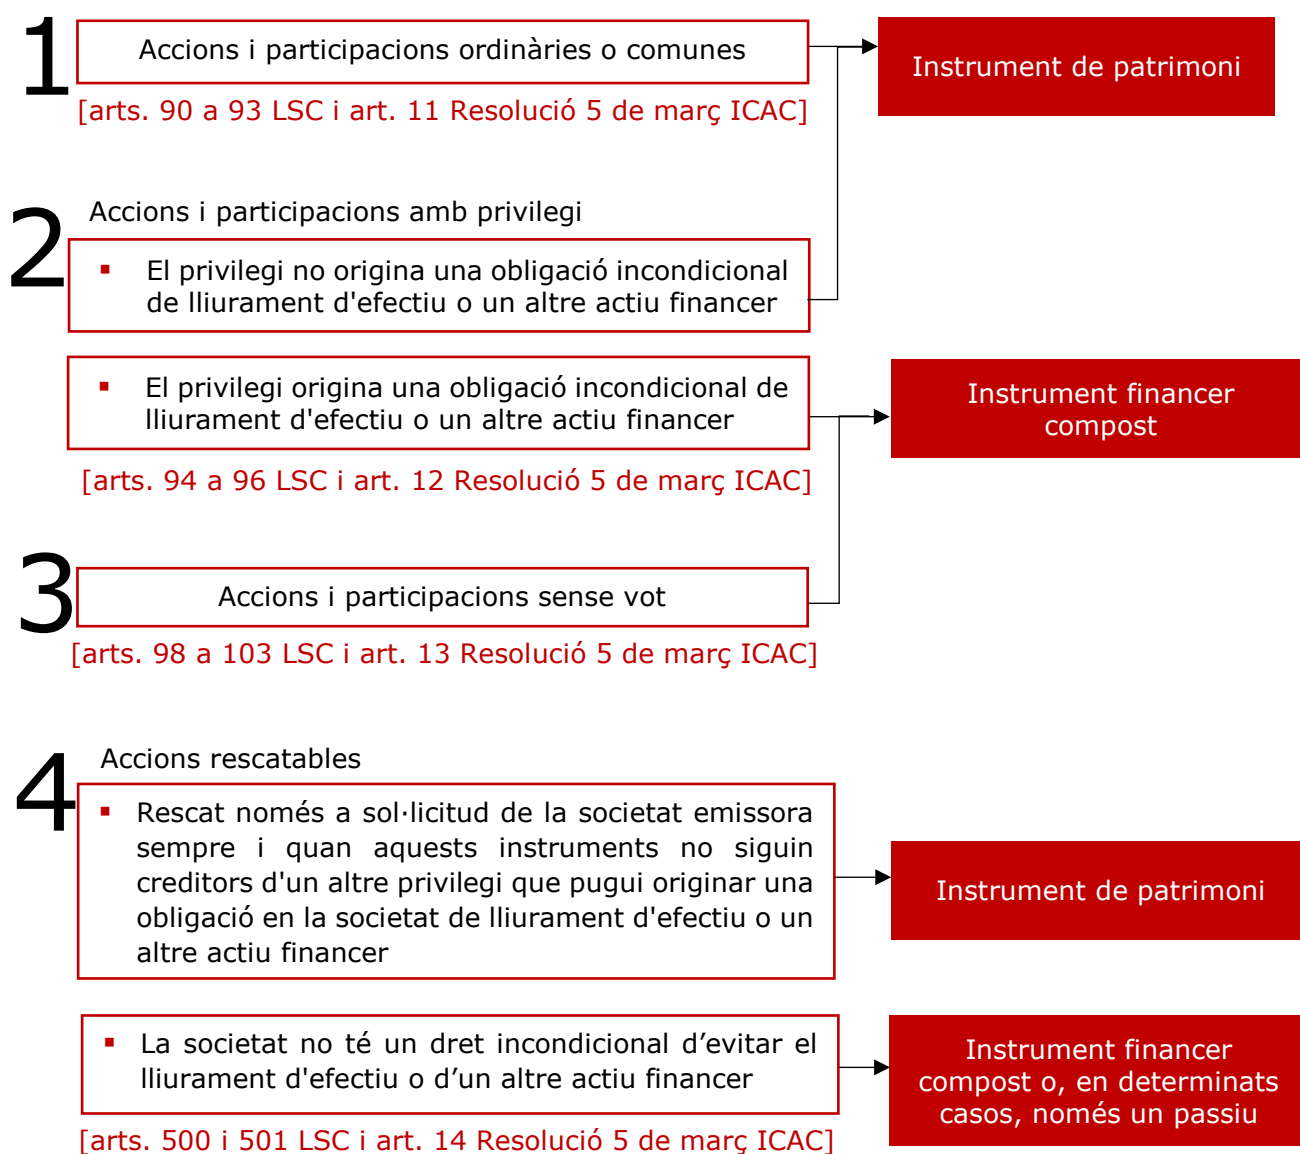 1
Accions i participacions ordinàries o comunes
Instrument de patrimoni
[arts. 90 a 93 LSC i art. 11 Resolució 5 de març ICAC]
2
Accions i participacions amb privilegi
▪ El privilegi no origina una obligació incondicional
de lliurament d'efectiu o un altre actiu financer
▪ El privilegi origina una obligació incondicional de
lliurament d'efectiu o un altre actiu financer
Instrument financer
compost
[arts. 94 a 96 LSC i art. 12 Resolució 5 de març ICAC]
3
Accions i participacions sense vot
[arts. 98 a 103 LSC i art. 13 Resolució 5 de març ICAC]
4
Accions rescatables
▪ Rescat només a sol·licitud de la societat emissora
sempre i quan aquests instruments no siguin
creditors d'un altre privilegi que pugui originar una
obligació en la societat de lliurament d'efectiu o un
altre actiu financer
Instrument de patrimoni
▪ La societat no té un dret incondicional d’evitar el
lliurament d'efectiu o d’un altre actiu financer
Instrument financer
compost o, en determinats
casos, només un passiu
[arts. 500 i 501 LSC i art. 14 Resolució 5 de març ICAC]